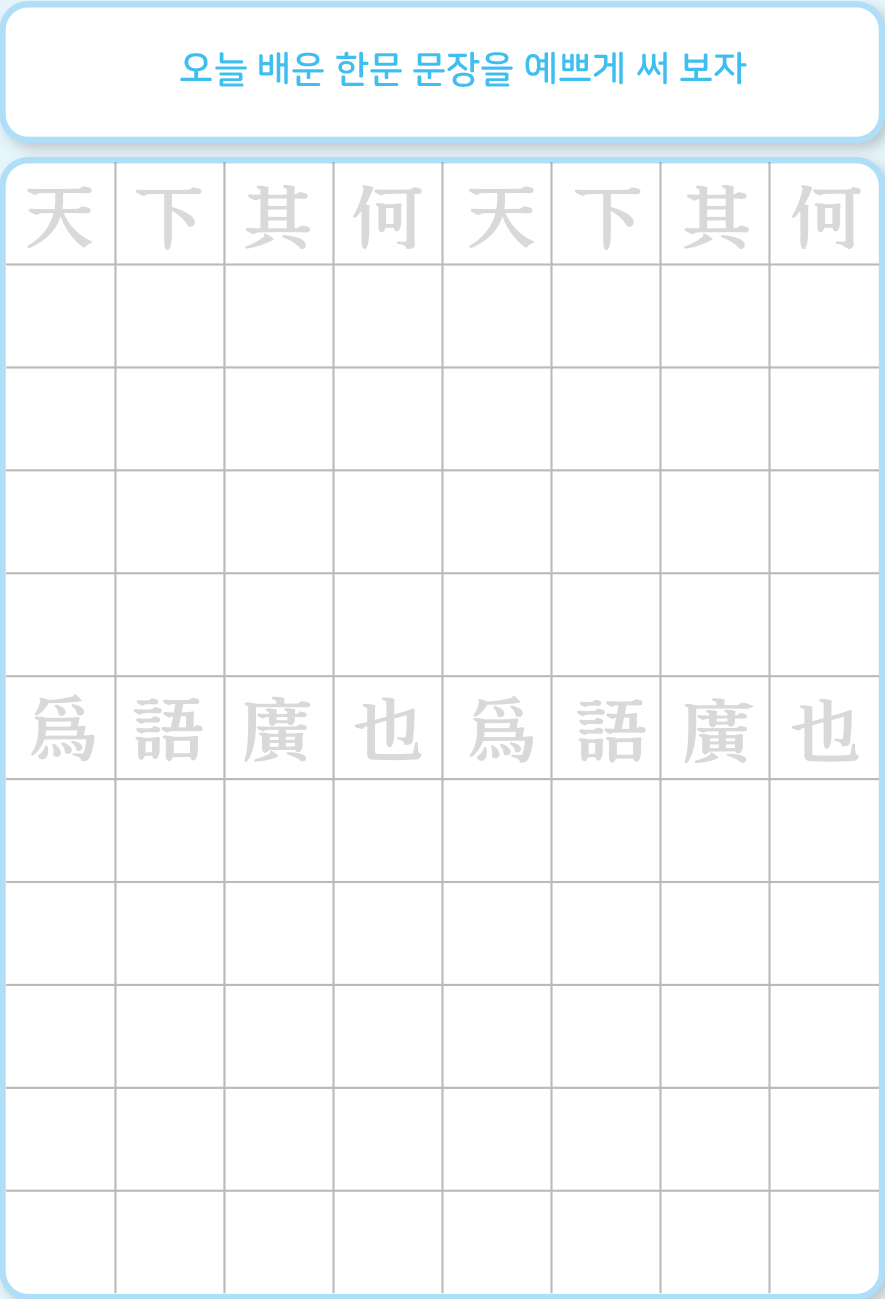 오늘 배운 한문 문장을 예쁘게 써 보자
天 下 其 何 天 下 其 何
爲 語 廣 也 爲 語 廣 也